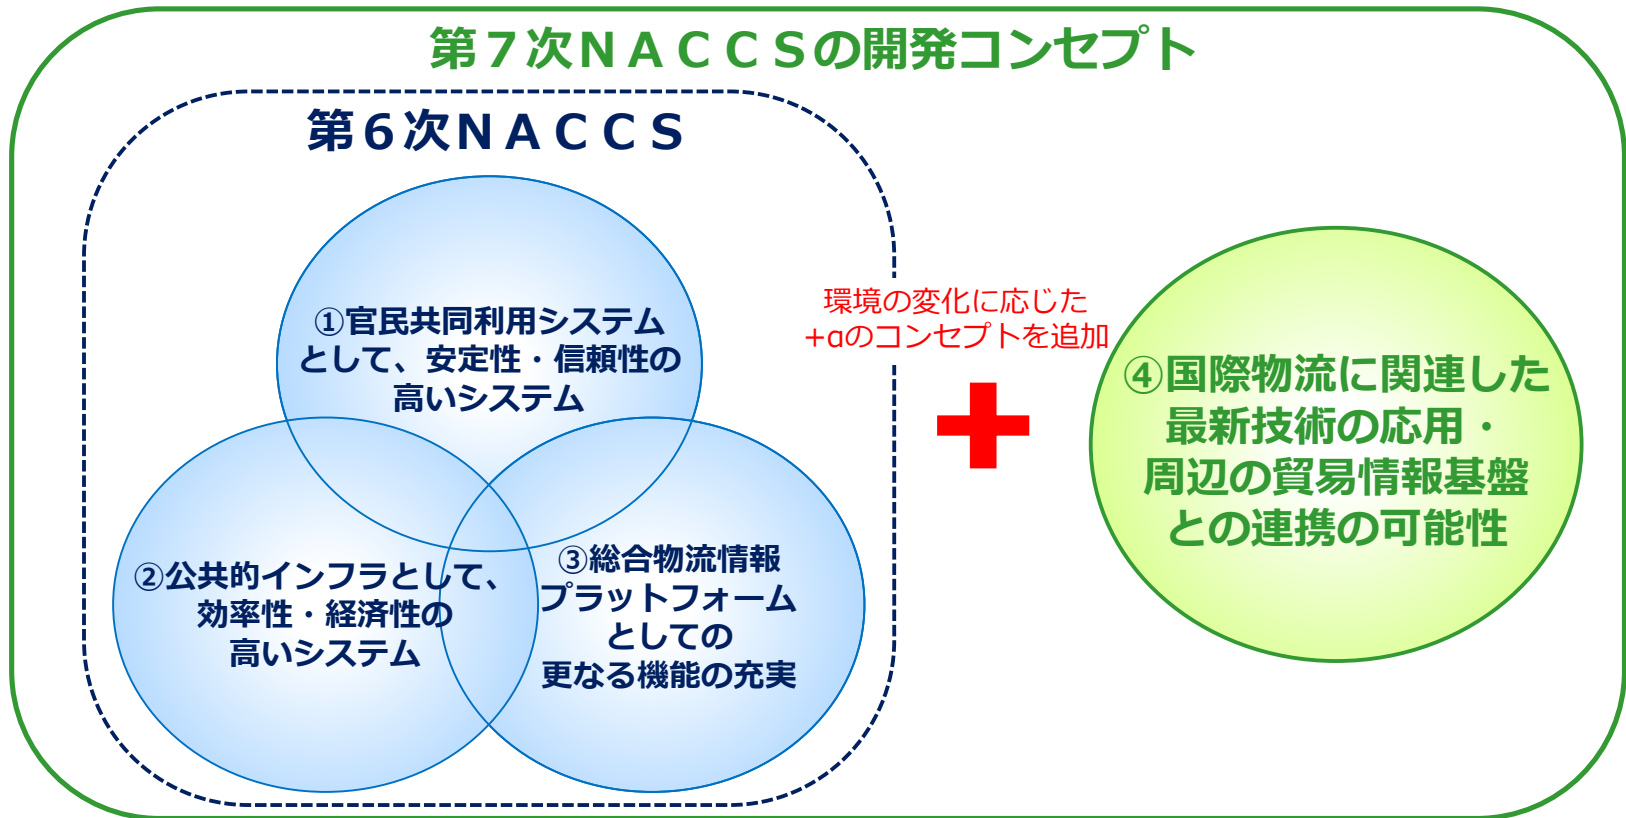 第７次ＮＡＣＣＳの開発コンセプト
第６次ＮＡＣＣＳ
①官民共同利用システム
として、安定性・信頼性の
高いシステム
②公共的インフラとして、
効率性・経済性の
高いシステム
③総合物流情報
プラットフォーム
としての
更なる機能の充実
環境の変化に応じた
+αのコンセプトを追加
④国際物流に関連した
最新技術の応用・
周辺の貿易情報基盤
との連携の可能性